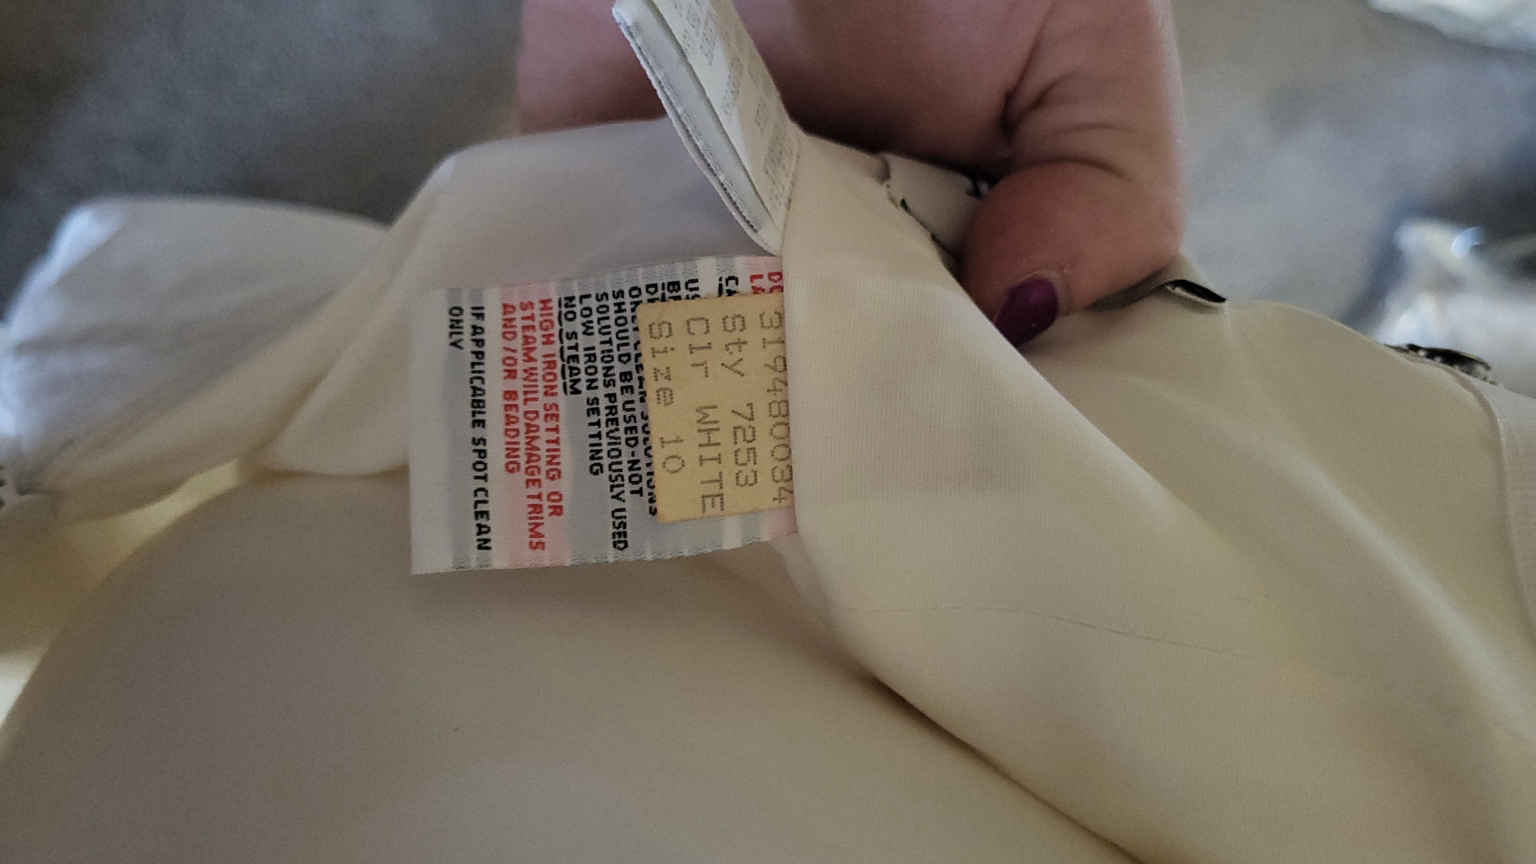 31948003
Sty 7253
Clr WHITE
Size 10
SHOULD BE USED-NOT
SOLUTIONS PREVIOUSLY USED
LOW IRON SETTING
NO STEAM
HIGH IRON SETTING OR
STEAM WILL DAMAGE TRIMS
AND/OR BEADING
IF APPLICABLE SPOT CLEAN
ONLY